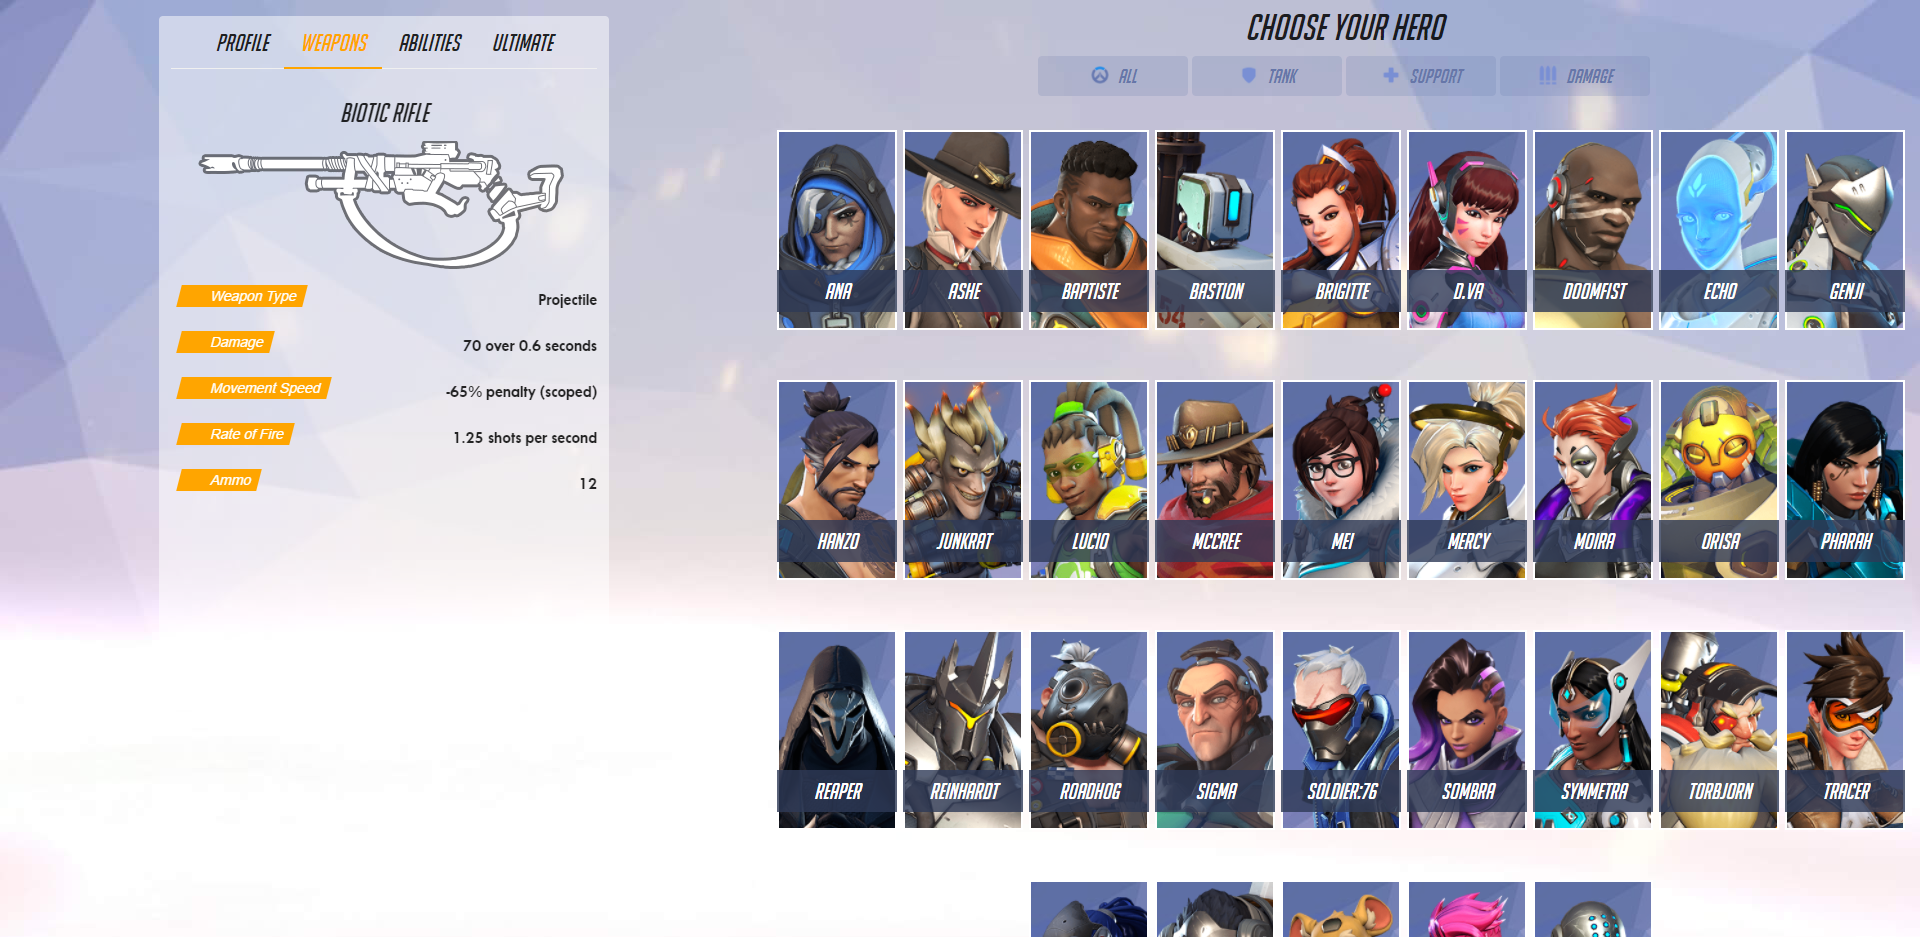 PROFILE WEAPONS ABILITIES ULTIMATE
BIOTIC RIFLE
Weapon Type Projectile
Damage 70 over 0.6 seconds
Movement Speed -65% penalty (scoped)
Rate of Fire 1.25 shots per second
Ammo 12
CHOOSE YOUR HERO
ALL TANK SUPPORT DAMAGE
ANA ASHE BAPTISTE BASTION BRIGITTE D.VA DOOMFIST ECHO GENJI
HANZO JUNKRAT LUCIO MCCREE MEI MERCY MOIRA ORISA PHARAH
REAPER REINHARDT ROADHOG SIGMA SOLDIER:76 SOMBRA SYMMETRA TORBJORN TRACER